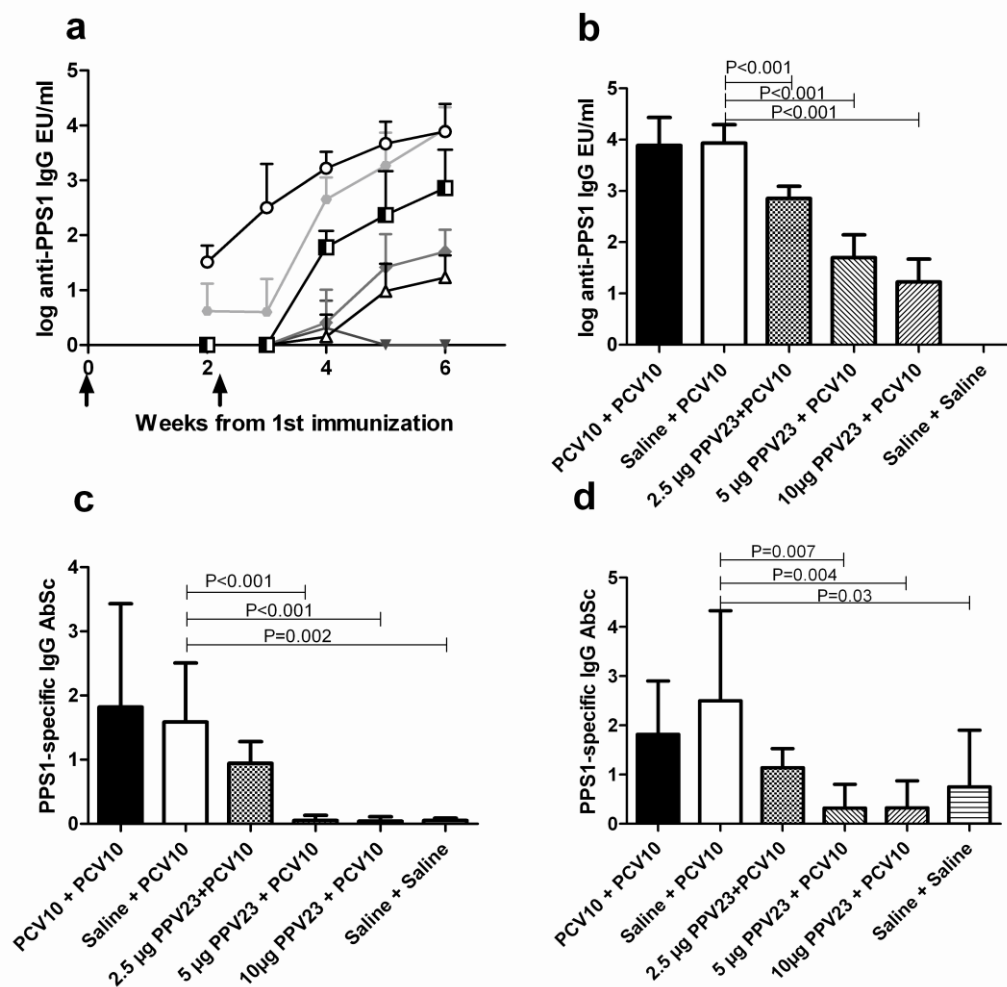 a
log anti-PPS1 IgG EU/ml
5
4
3
2
1
0
0 2 4 6
Weeks from 1st immunization
b
log anti-PPS1 IgG EU/ml
5
4
3
2
1
0
P<0.001
P<0.001
P<0.001
PCV10 + PCV10
Saline + PCV10
2.5 µg PPV23+PCV10
5 µg PPV23 + PCV10
10µg PPV23 + PCV10
Saline + Saline
c
PPS1-specific IgG AbSc
4
3
2
1
0
P<0.001
P<0.001
P=0.002
PCV10 + PCV10
Saline + PCV10
2.5 µg PPV23+PCV10
5 µg PPV23 + PCV10
10µg PPV23 + PCV10
Saline + Saline
d
PPS1-specific IgG AbSc
5
4
3
2
1
0
P=0.007
P=0.004
P=0.03
PCV10 + PCV10
Saline + PCV10
2.5 µg PPV23+PCV10
5 µg PPV23 + PCV10
10µg PPV23 + PCV10
Saline + Saline